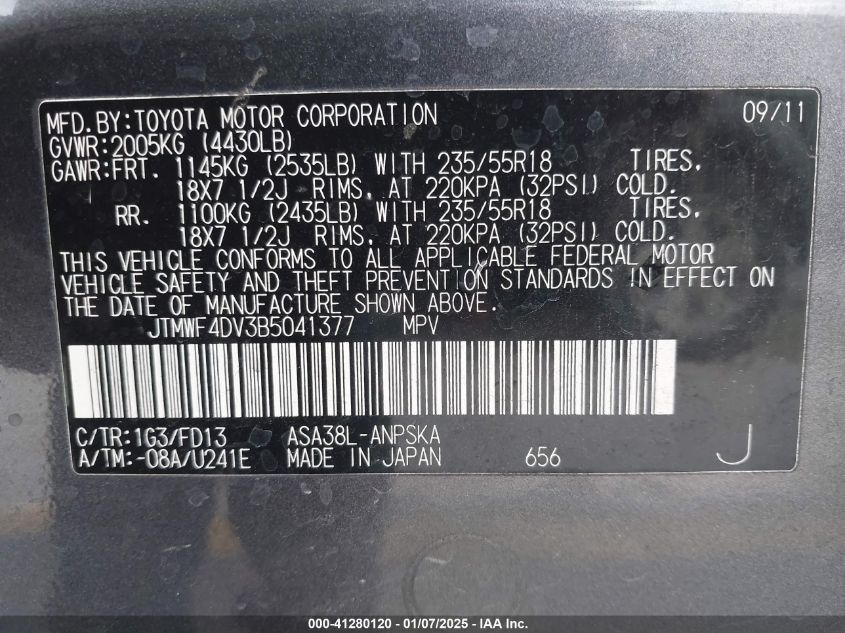 MFD.BY:TOYOTA MOTOR CORPORATION 09/11
GVWR:2005KG (4430LB)
GAWR:FRT. 1145KG (2535LB) WITH 235/55R18 TIRES,
18X7 1/2J RIMS, AT 220KPA (32PSI) COLD.
RR. 1100KG (2435LB) WITH 235/55R18 TIRES,
18X7 1/2J RIMS, AT 220KPA (32PSI) COLD.
THIS VEHICLE CONFORMS TO ALL APPLICABLE FEDERAL MOTOR
VEHICLE SAFETY AND THEFT PREVENTION STANDARDS IN EFFECT ON
THE DATE OF MANUFACTURE SHOWN ABOVE.
JTMWF4DV3B5041377 MPV
C/TR:1G3/FD13 ASA38L-ANPSKA
A/TM:-08A/U241E MADE IN JAPAN 656 J
000-41280120 - 01/07/2025 - IAA Inc.